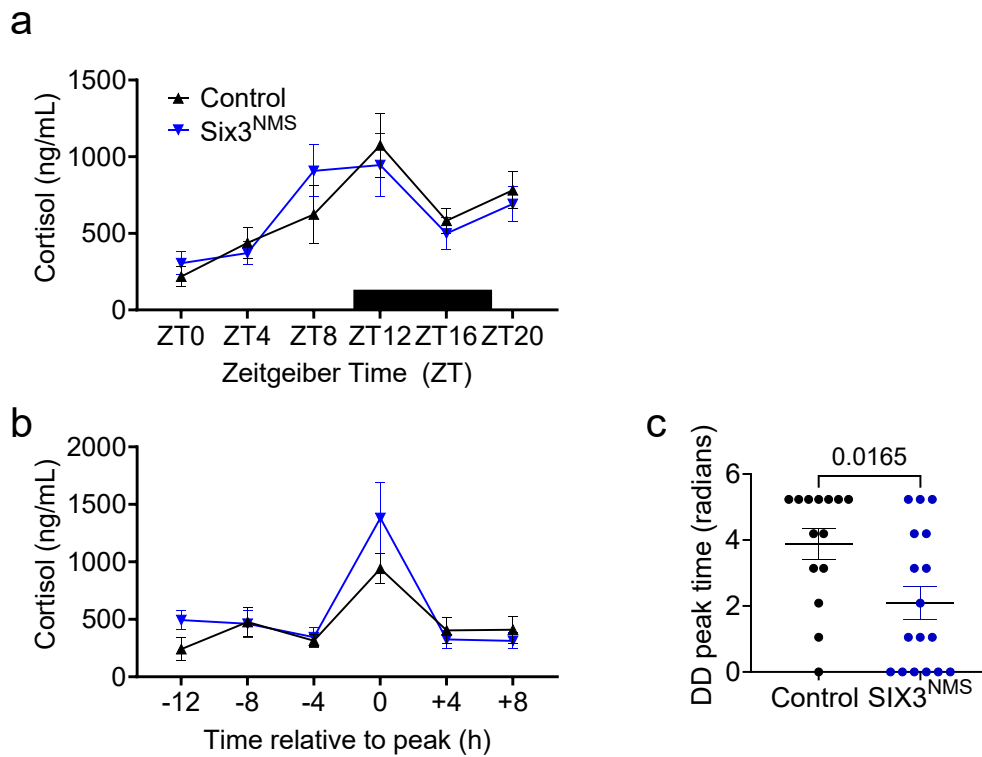 a
Cortisol (ng/mL)
1500
1000
500
0
Control
Six3NMS
ZT0 ZT4 ZT8 ZT12 ZT16 ZT20
Zeitgeiber Time (ZT)
b
Cortisol (ng/mL)
2000
1500
1000
500
0
-12 -8 -4 0 +4 +8
Time relative to peak (h)
c
DD peak time (radians)
0.0165
6
4
2
0
Control SIX3NMS